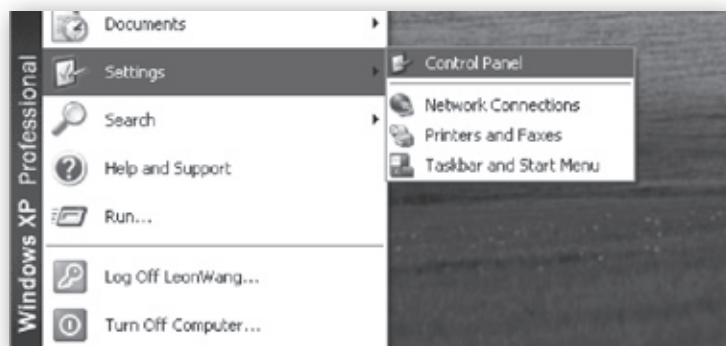 Windows XP Professional
Documents
Settings
Search
Help and Support
Run...
Log Off LeonWang...
Turn Off Computer...
Control Panel
Network Connections
Printers and Faxes
Taskbar and Start Menu